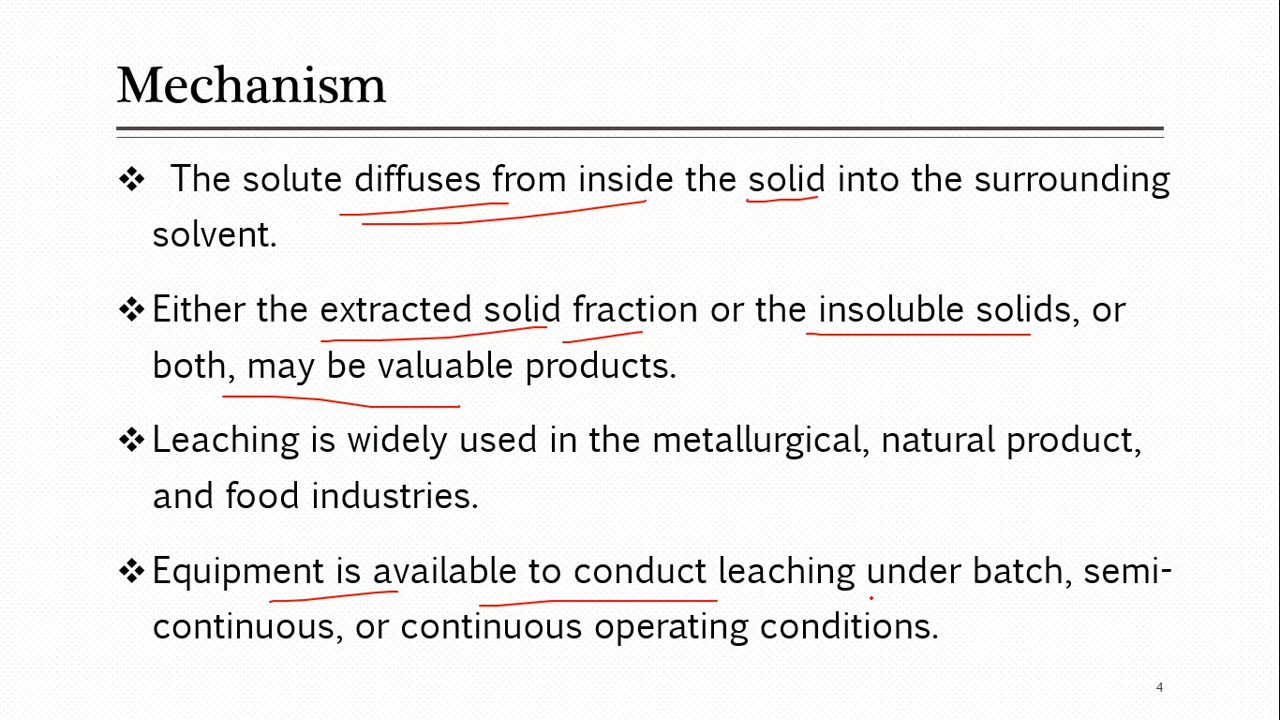 Mechanism
❖ The solute diffuses from inside the solid into the surrounding
solvent.
❖ Either the extracted solid fraction or the insoluble solids, or
both, may be valuable products.
❖ Leaching is widely used in the metallurgical, natural product,
and food industries.
❖ Equipment is available to conduct leaching under batch, semi-
continuous, or continuous operating conditions.
4